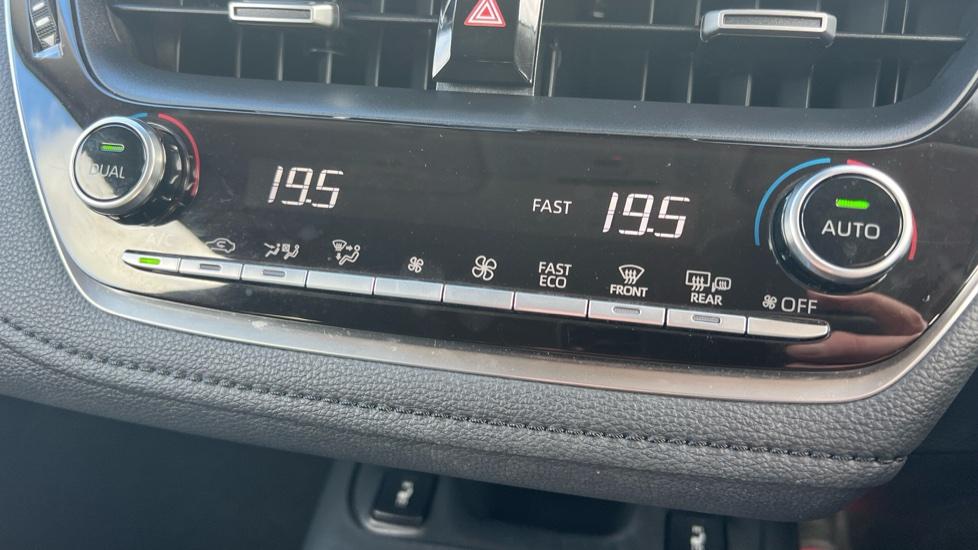 DUAL
19.5
FAST
19.5
AUTO
A/C
FAST
ECO
FRONT
REAR
OFF